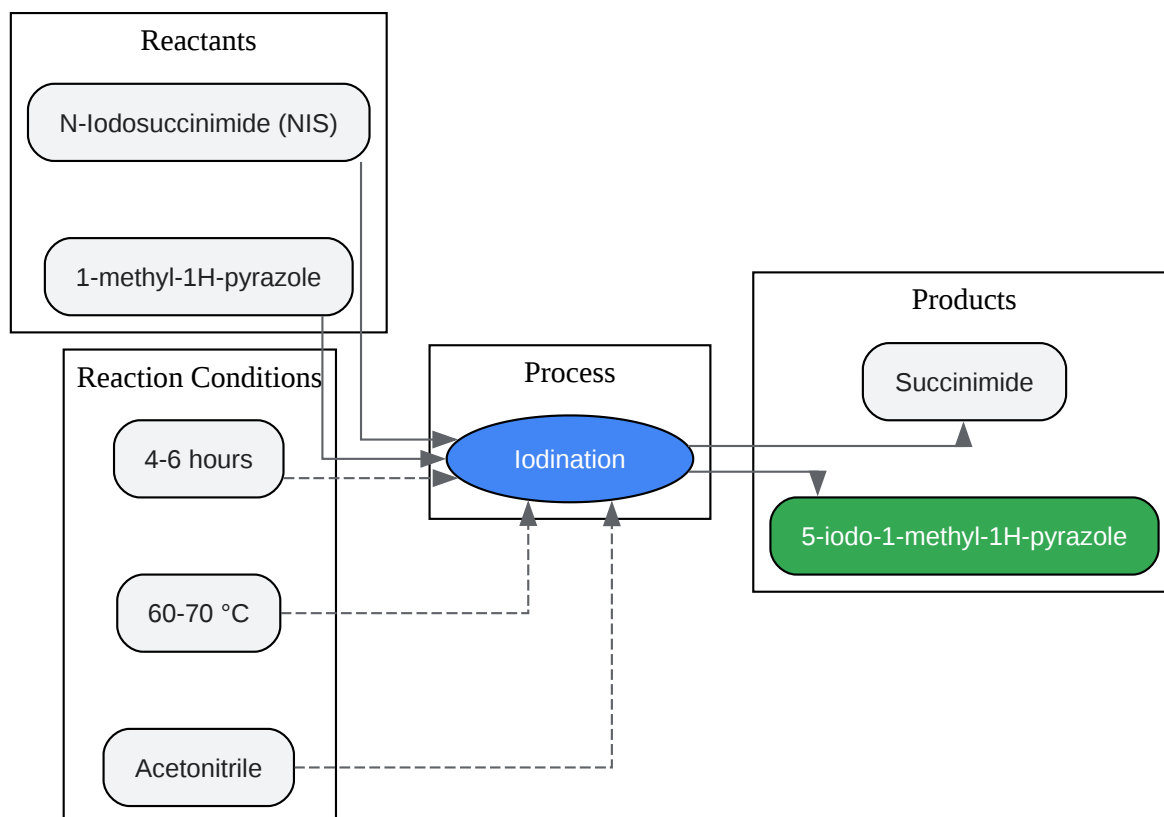 Reactants
N-Iodosuccinimide (NIS)
1-methyl-1H-pyrazole
Reaction Conditions
4-6 hours
60-70 °C
Acetonitrile
Process
Iodination
Products
Succinimide
5-iodo-1-methyl-1H-pyrazole